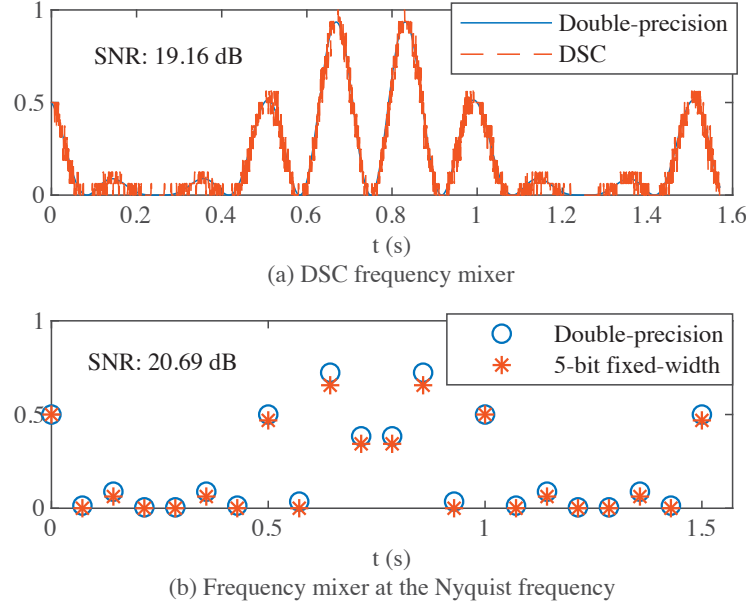 1
0.5
0
SNR: 19.16 dB
Double-precision
DSC
0 0.2 0.4 0.6 0.8 1 1.2 1.4 1.6
t (s)
(a) DSC frequency mixer
1
0.5
0
SNR: 20.69 dB
Double-precision
5-bit fixed-width
0 0.5 1 1.5
t (s)
(b) Frequency mixer at the Nyquist frequency